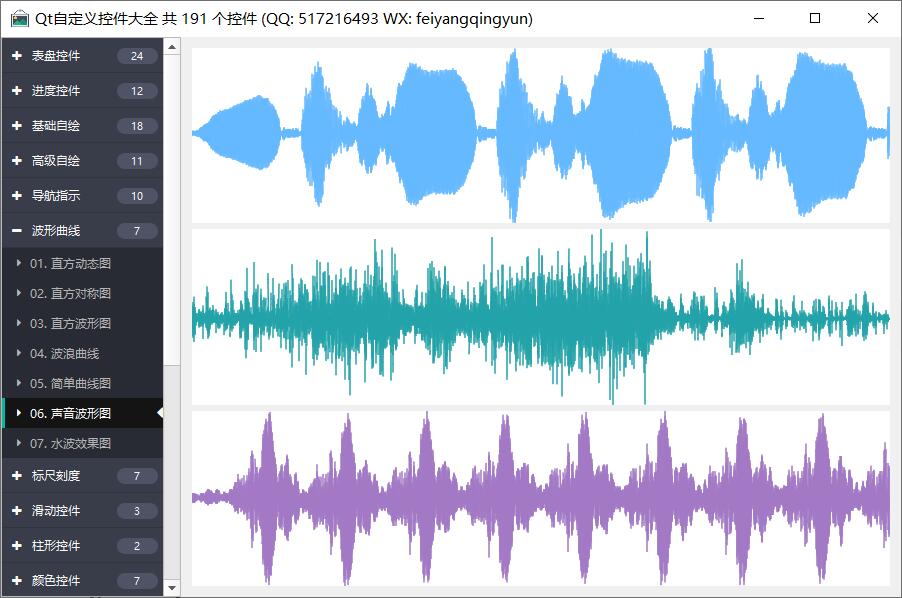 Qt自定义控件大全 共 191 个控件 (QQ: 517216493 WX: feiyangqingyun)
表盘控件 24
进度控件 12
基础自绘 18
高级自绘 11
导航指示 10
波形曲线 7
01. 直方动态图
02. 直方对称图
03. 直方波形图
04. 波浪曲线
05. 简单曲线图
06. 声音波形图
07. 水波效果图
标尺刻度 7
滑动控件 3
柱形控件 2
颜色控件 7